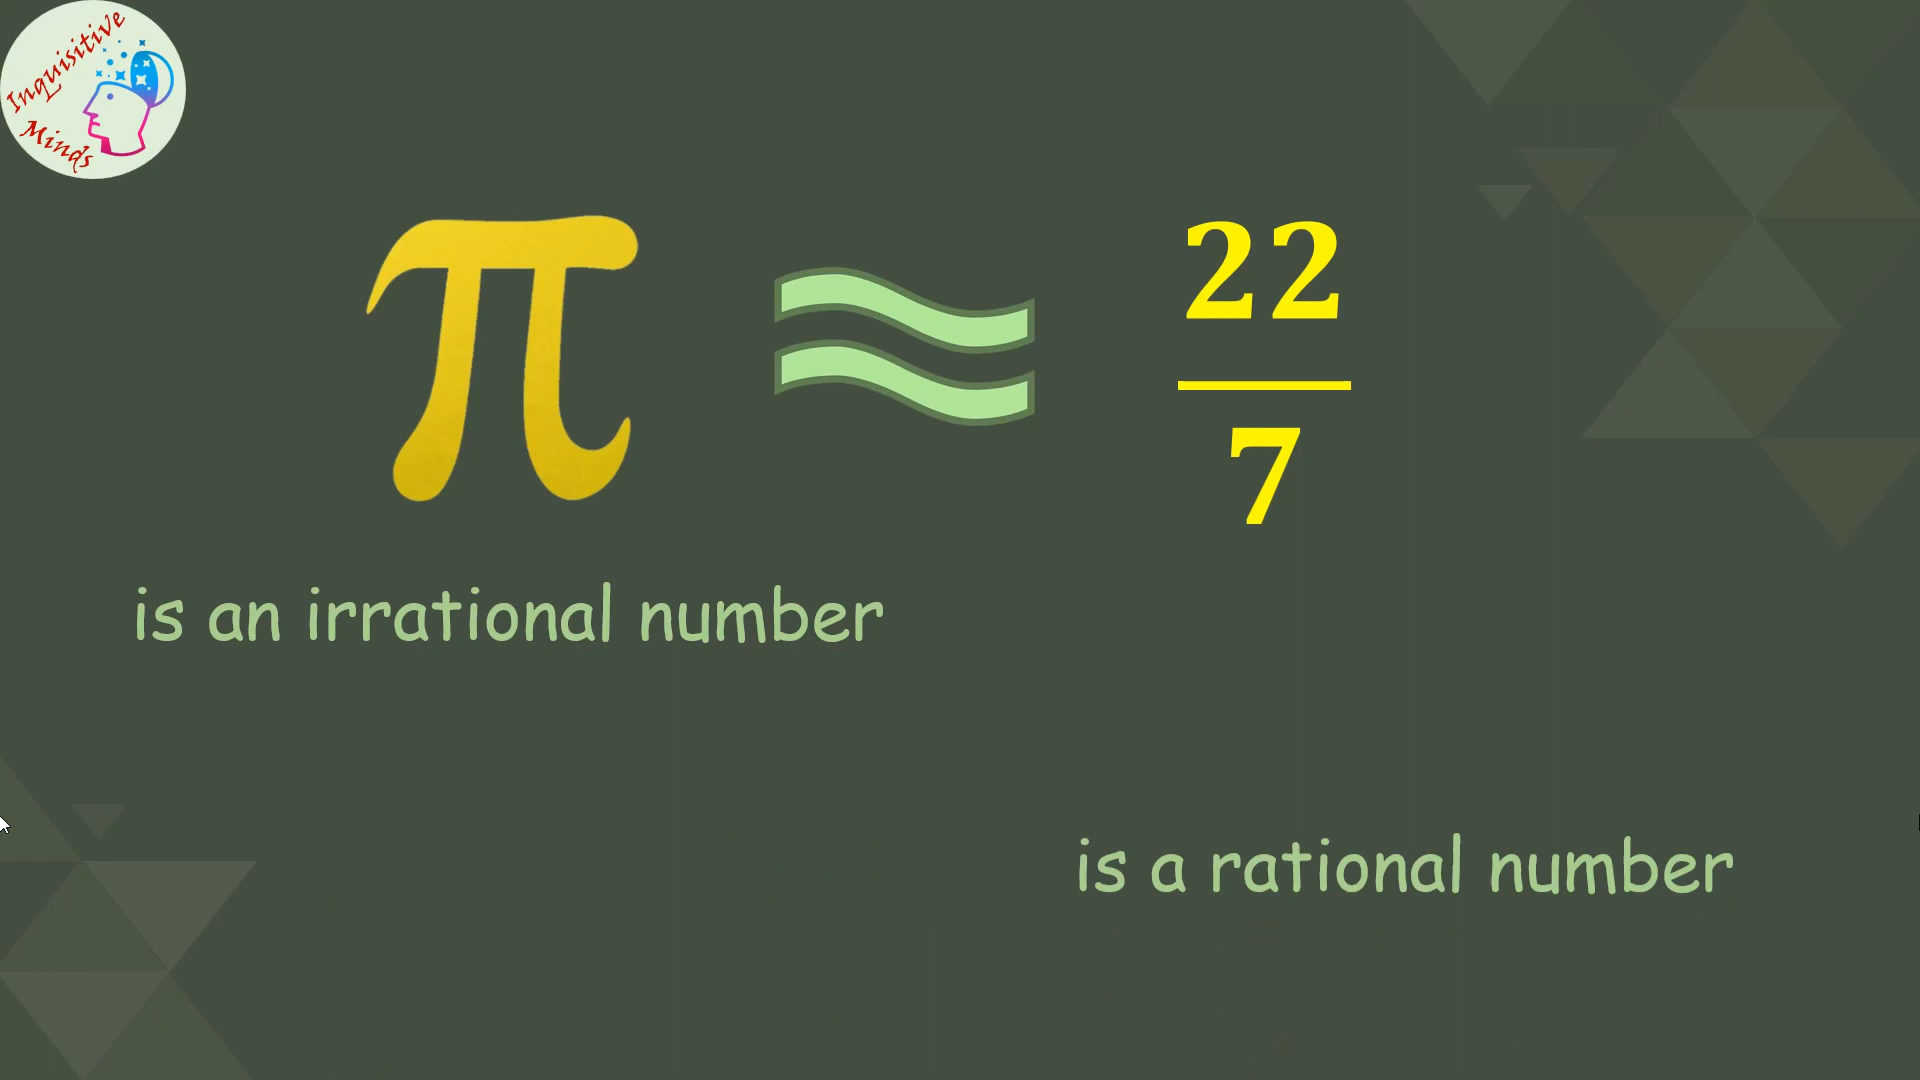 Inquisitive
Minds
π ≈ 22/7
is an irrational number
is a rational number